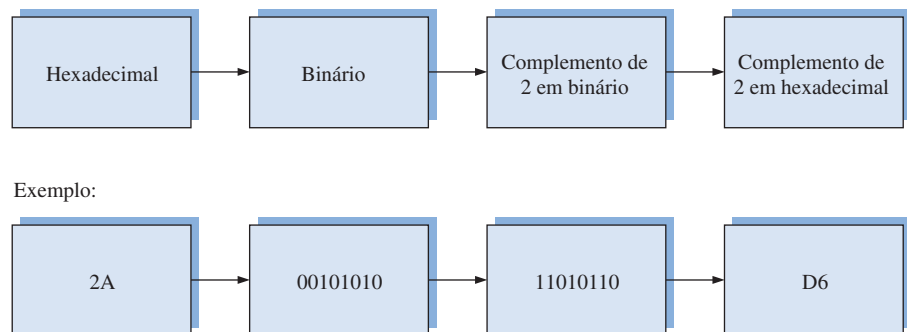 Hexadecimal
Binário
Complemento de
2 em binário
Complemento de
2 em hexadecimal
Exemplo:
2A
00101010
11010110
D6